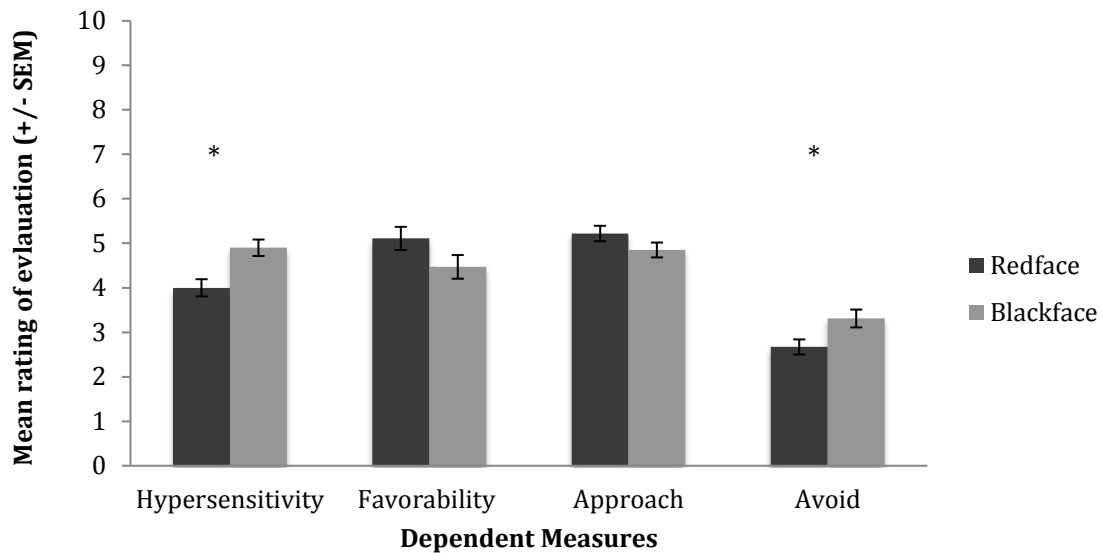 Mean rating of evlauation (+/- SEM)
10
9
8
7
6
5
4
3
2
1
0
*
*
Hypersensitivity
Favorability
Approach
Avoid
Dependent Measures
Redface
Blackface